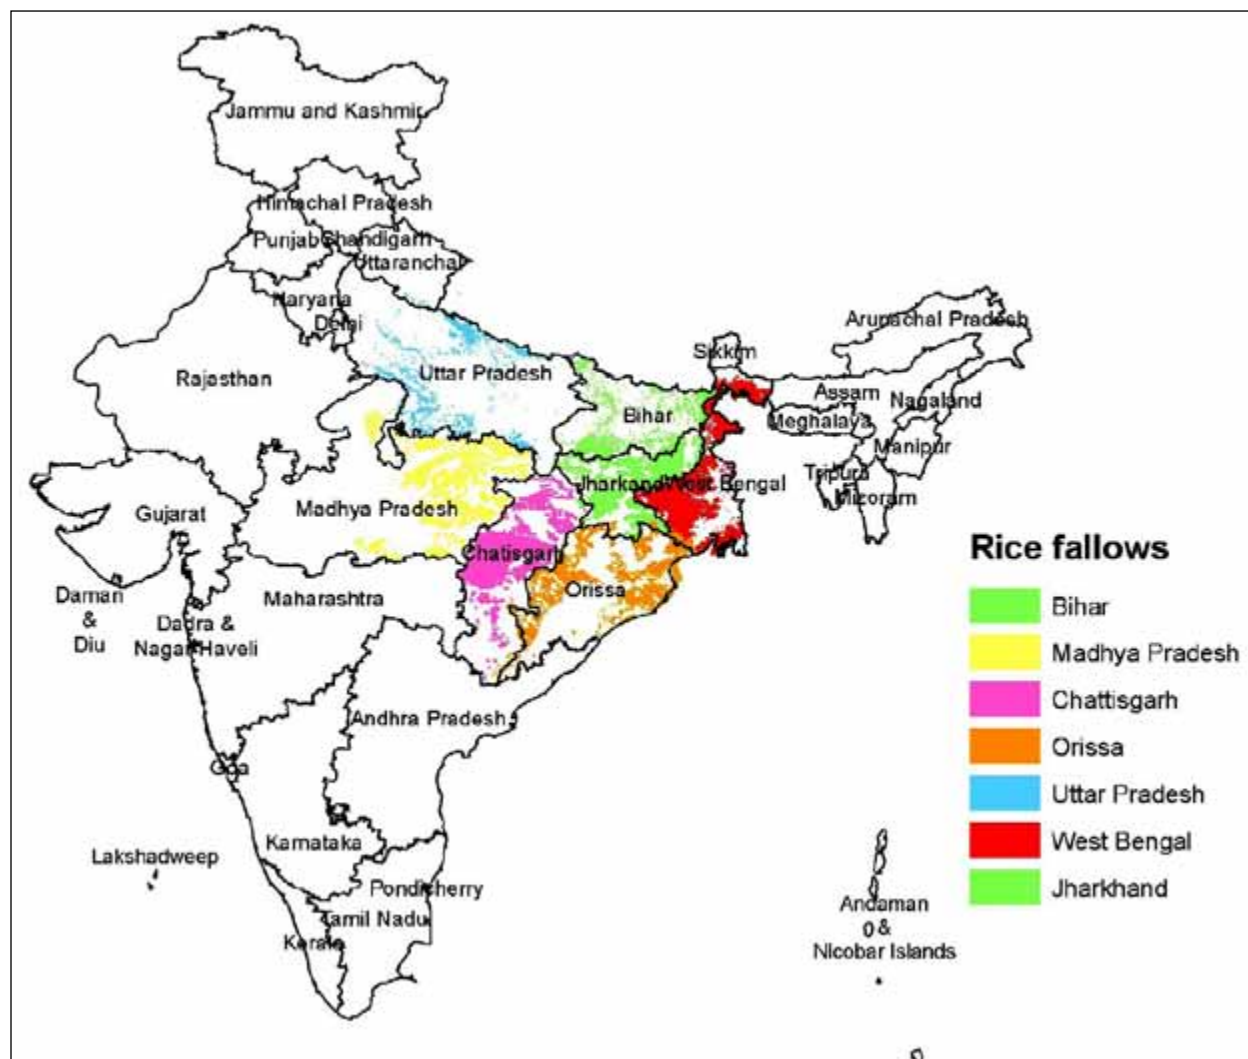 Jammu and Kashmir
Himachal Pradesh
Punjab
Chandigarh
Uttaranchal
Haryana
Delhi
Arunachal Pradesh
Sikkim
Rajasthan
Uttar Pradesh
Assam
Nagaland
Bihar
Meghalaya
Manipur
Tripura
Jharkand
West Bengal
Mizoram
Gujarat
Madhya Pradesh
Chatisgarh
Orissa
Daman
&
Diu
Maharashtra
Dadra &
Nagar Haveli
Andhra Pradesh
Goa
Karnataka
Lakshadweep
Pondicherry
Tamil Nadu
Kerala
Andaman
&
Nicobar Islands
Rice fallows
Bihar
Madhya Pradesh
Chattisgarh
Orissa
Uttar Pradesh
West Bengal
Jharkhand